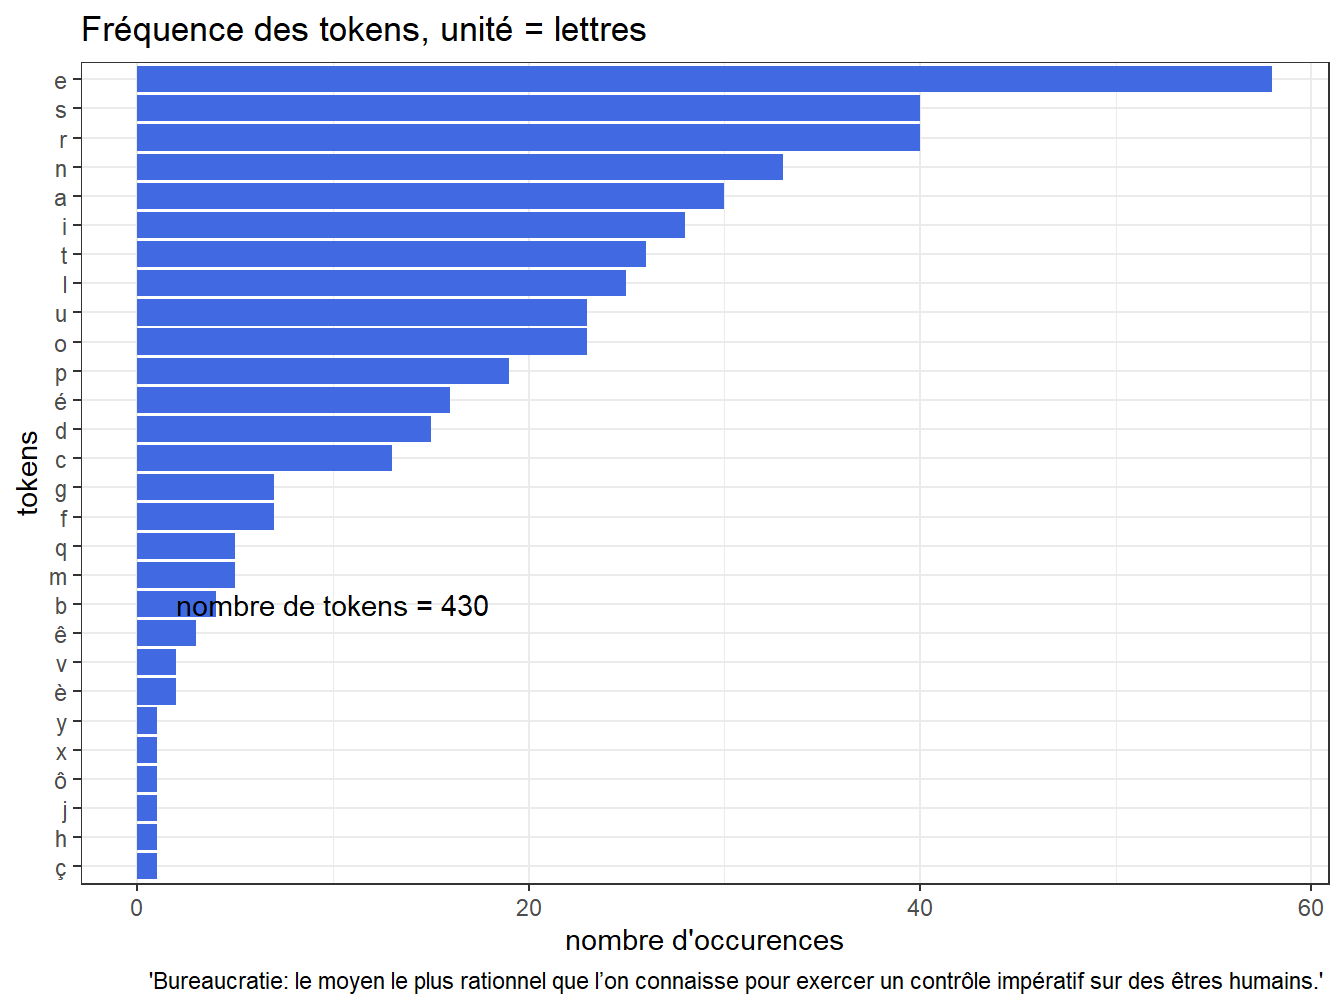 Fréquence des tokens, unité = lettres
e
s
r
n
a
i
t
l
u
o
p
é
d
c
g
f
q
m
b
nombre de tokens = 430
ê
v
è
y
x
ô
j
h
ç
tokens
0 20 40 60
nombre d'occurences
'Bureaucratie: le moyen le plus rationnel que l’on connaisse pour exercer un contrôle impératif sur des êtres humains.'